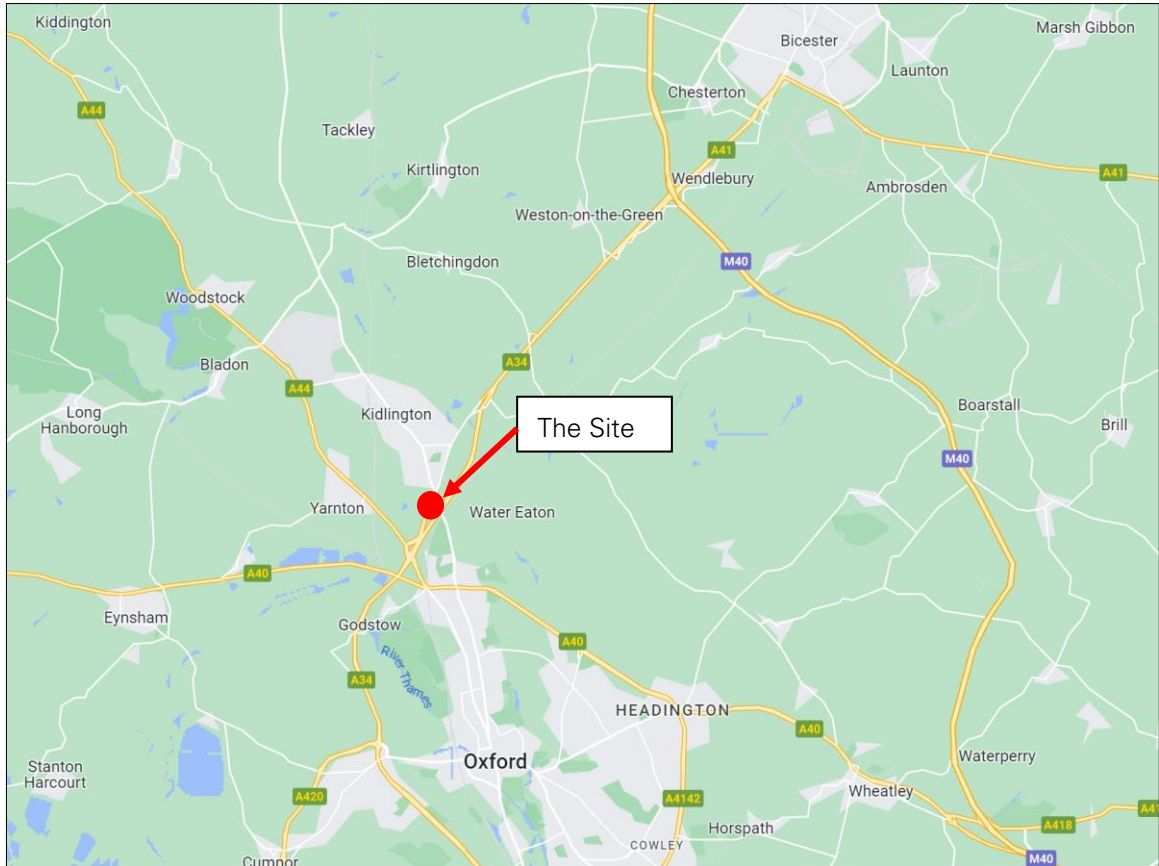 Kiddington
Marsh Gibbon
Bicester
Launton
Chesterton
A44
Tackley
A41
Kirtlington
A41
Wendlebury
Ambrosden
Weston-on-the-Green
Bletchingdon
M40
Woodstock
A34
Bladon
A44
Boarstall
Long
Hanborough
Kidlington
The Site
Brill
M40
Yarnton
Water Eaton
A40
Eynsham
Godstow
A40
River Thames
A34
HEADINGTON
A40
Oxford
Waterperry
Stanton
Harcourt
Wheatley
A420
A4142
A41
Horspath
A418
COWLEY
Cumnor
M40